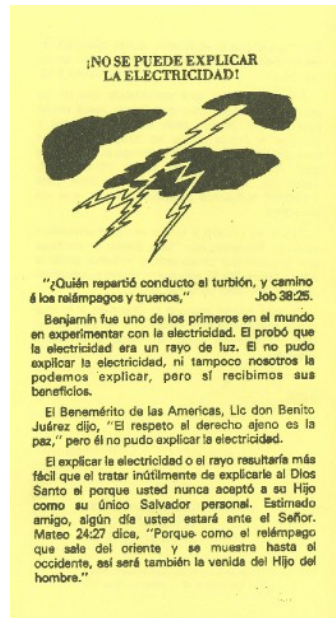 ¡NO SE PUEDE EXPLICAR
LA ELECTRICIDAD!
"¿Quién repartió conducto al turbión, y camino
á los relámpagos y truenos," Job 38:25.
Benjamín fue uno de los primeros en el mundo
en experimentar con la electricidad. El probó que
la electricidad era un rayo de luz. El no pudo
explicar la electricidad, ni tampoco nosotros la
podemos explicar, pero sí recibimos sus
beneficios.
El Benemérito de las Americas, Lic don Benito
Juárez dijo, "El respeto al derecho ajeno es la
paz," pero él no pudo explicar la electricidad.
El explicar la electricidad o el rayo resultaría más
fácil que el tratar inútilmente de explicarle al Dios
Santo el porque usted nunca aceptó a su Hijo
como su único Salvador personal. Estimado
amigo, algún día usted estará ante el Señor.
Mateo 24:27 dice, "Porque como el relámpago
que sale del oriente y se muestra hasta el
occidente, así será también la venida del Hijo del
hombre."